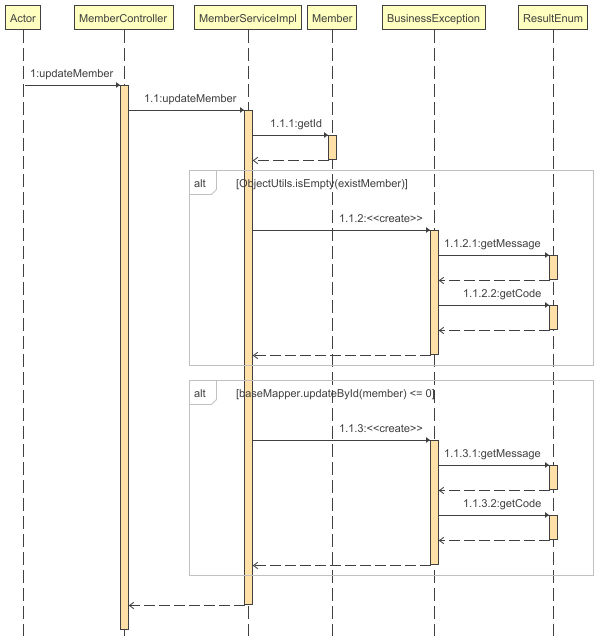 Actor
MemberController
MemberServiceImpl
Member
BusinessException
ResultEnum
1:updateMember
1.1:updateMember
1.1.1:getId
alt
[ObjectUtils.isEmpty(existMember)]
1.1.2:<<create>>
1.1.2.1:getMessage
1.1.2.2:getCode
alt
[baseMapper.updateById(member) <= 0]
1.1.3:<<create>>
1.1.3.1:getMessage
1.1.3.2:getCode